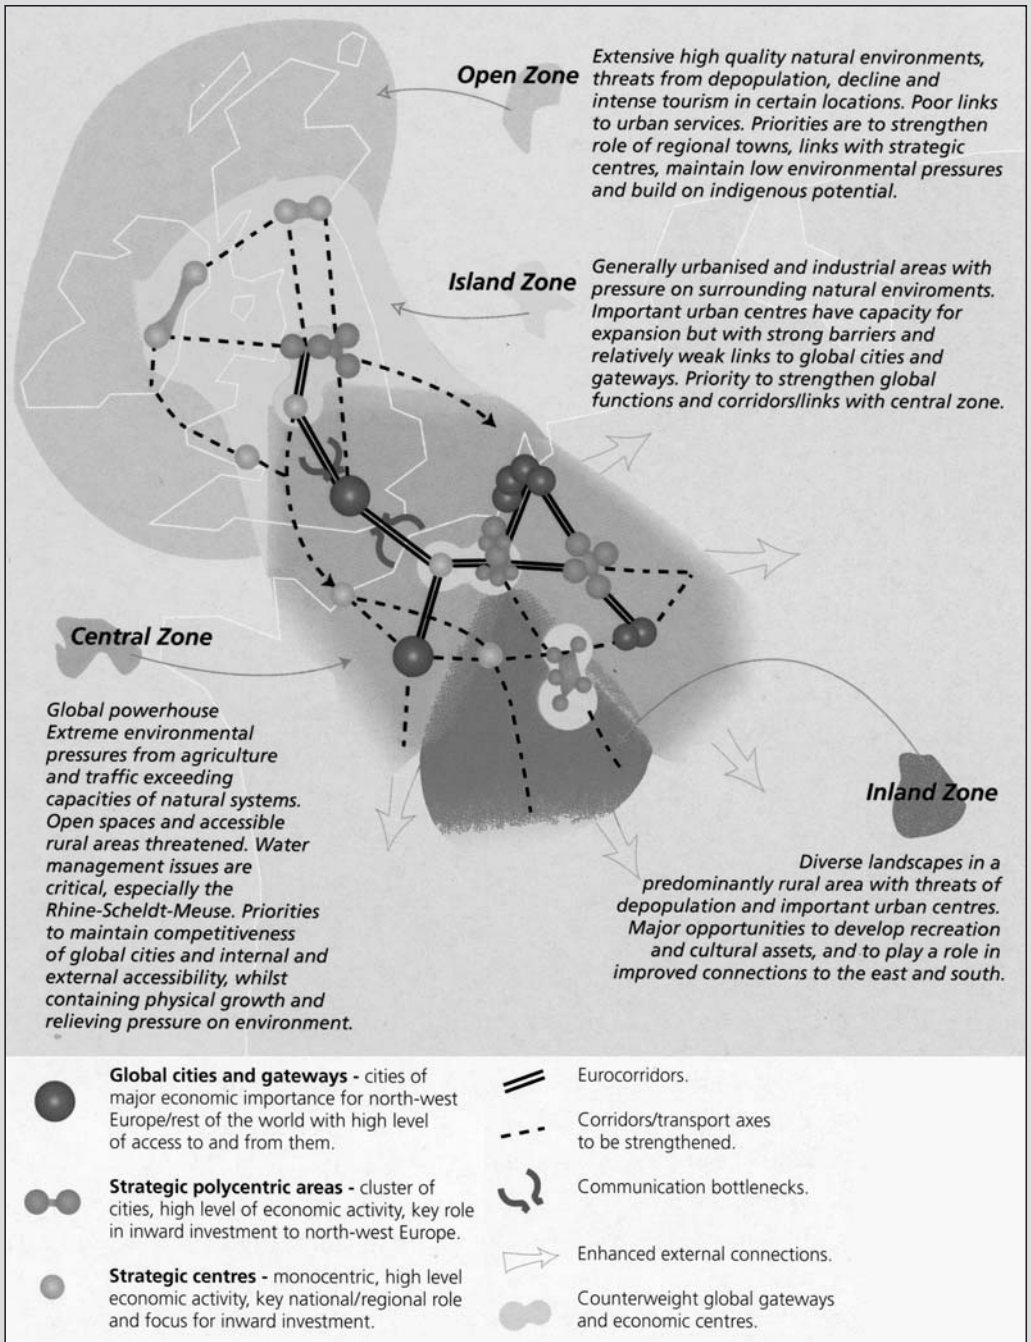 Open Zone
Extensive high quality natural environments,
threats from depopulation, decline and
intense tourism in certain locations. Poor links
to urban services. Priorities are to strengthen
role of regional towns, links with strategic
centres, maintain low environmental pressures
and build on indigenous potential.
Island Zone
Generally urbanised and industrial areas with
pressure on surrounding natural enviroments.
Important urban centres have capacity for
expansion but with strong barriers and
relatively weak links to global cities and
gateways. Priority to strengthen global
functions and corridors/links with central zone.
Central Zone
Global powerhouse
Extreme environmental
pressures from agriculture
and traffic exceeding
capacities of natural systems.
Open spaces and accessible
rural areas threatened. Water
management issues are
critical, especially the
Rhine-Scheldt-Meuse. Priorities
to maintain competitiveness
of global cities and internal and
external accessibility, whilst
containing physical growth and
relieving pressure on environment.
Inland Zone
Diverse landscapes in a
predominantly rural area with threats of
depopulation and important urban centres.
Major opportunities to develop recreation
and cultural assets, and to play a role in
improved connections to the east and south.
Global cities and gateways - cities of
major economic importance for north-west
Europe/rest of the world with high level
of access to and from them.
Strategic polycentric areas - cluster of
cities, high level of economic activity, key role
in inward investment to north-west Europe.
Strategic centres - monocentric, high level
economic activity, key national/regional role
and focus for inward investment.
Eurocorridors.
Corridors/transport axes
to be strengthened.
Communication bottlenecks.
Enhanced external connections.
Counterweight global gateways
and economic centres.